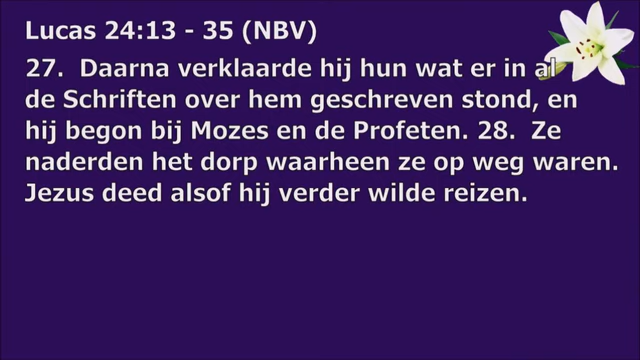 Lucas 24:13 - 35 (NBV)
27.  Daarna verklaarde hij hun wat er in al
de Schriften over hem geschreven stond, en
hij begon bij Mozes en de Profeten. 28.  Ze
naderden het dorp waarheen ze op weg waren.
Jezus deed alsof hij verder wilde reizen.